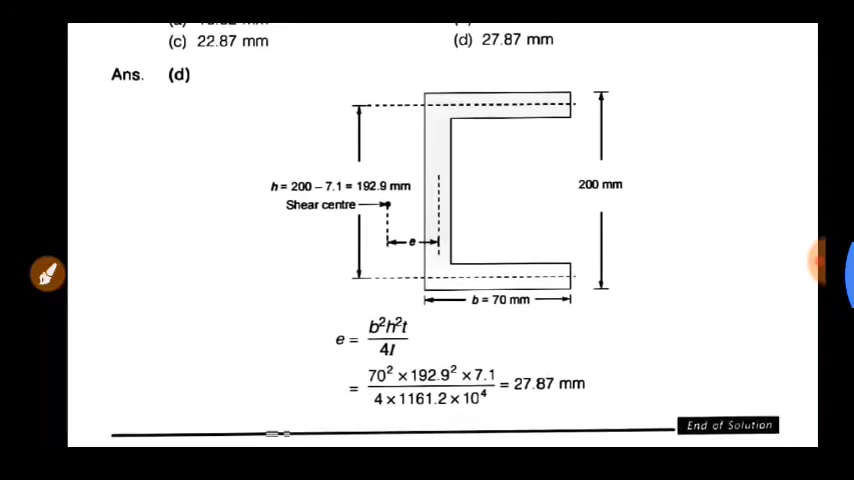 (c) 22.87 mm
(d) 27.87 mm
Ans. (d)
h = 200 – 7.1 = 192.9 mm
Shear centre
200 mm
e
b = 70 mm
e = b²h²t / 4I
= 70² × 192.9² × 7.1 / 4 × 1161.2 × 10⁴ = 27.87 mm
End of Solution